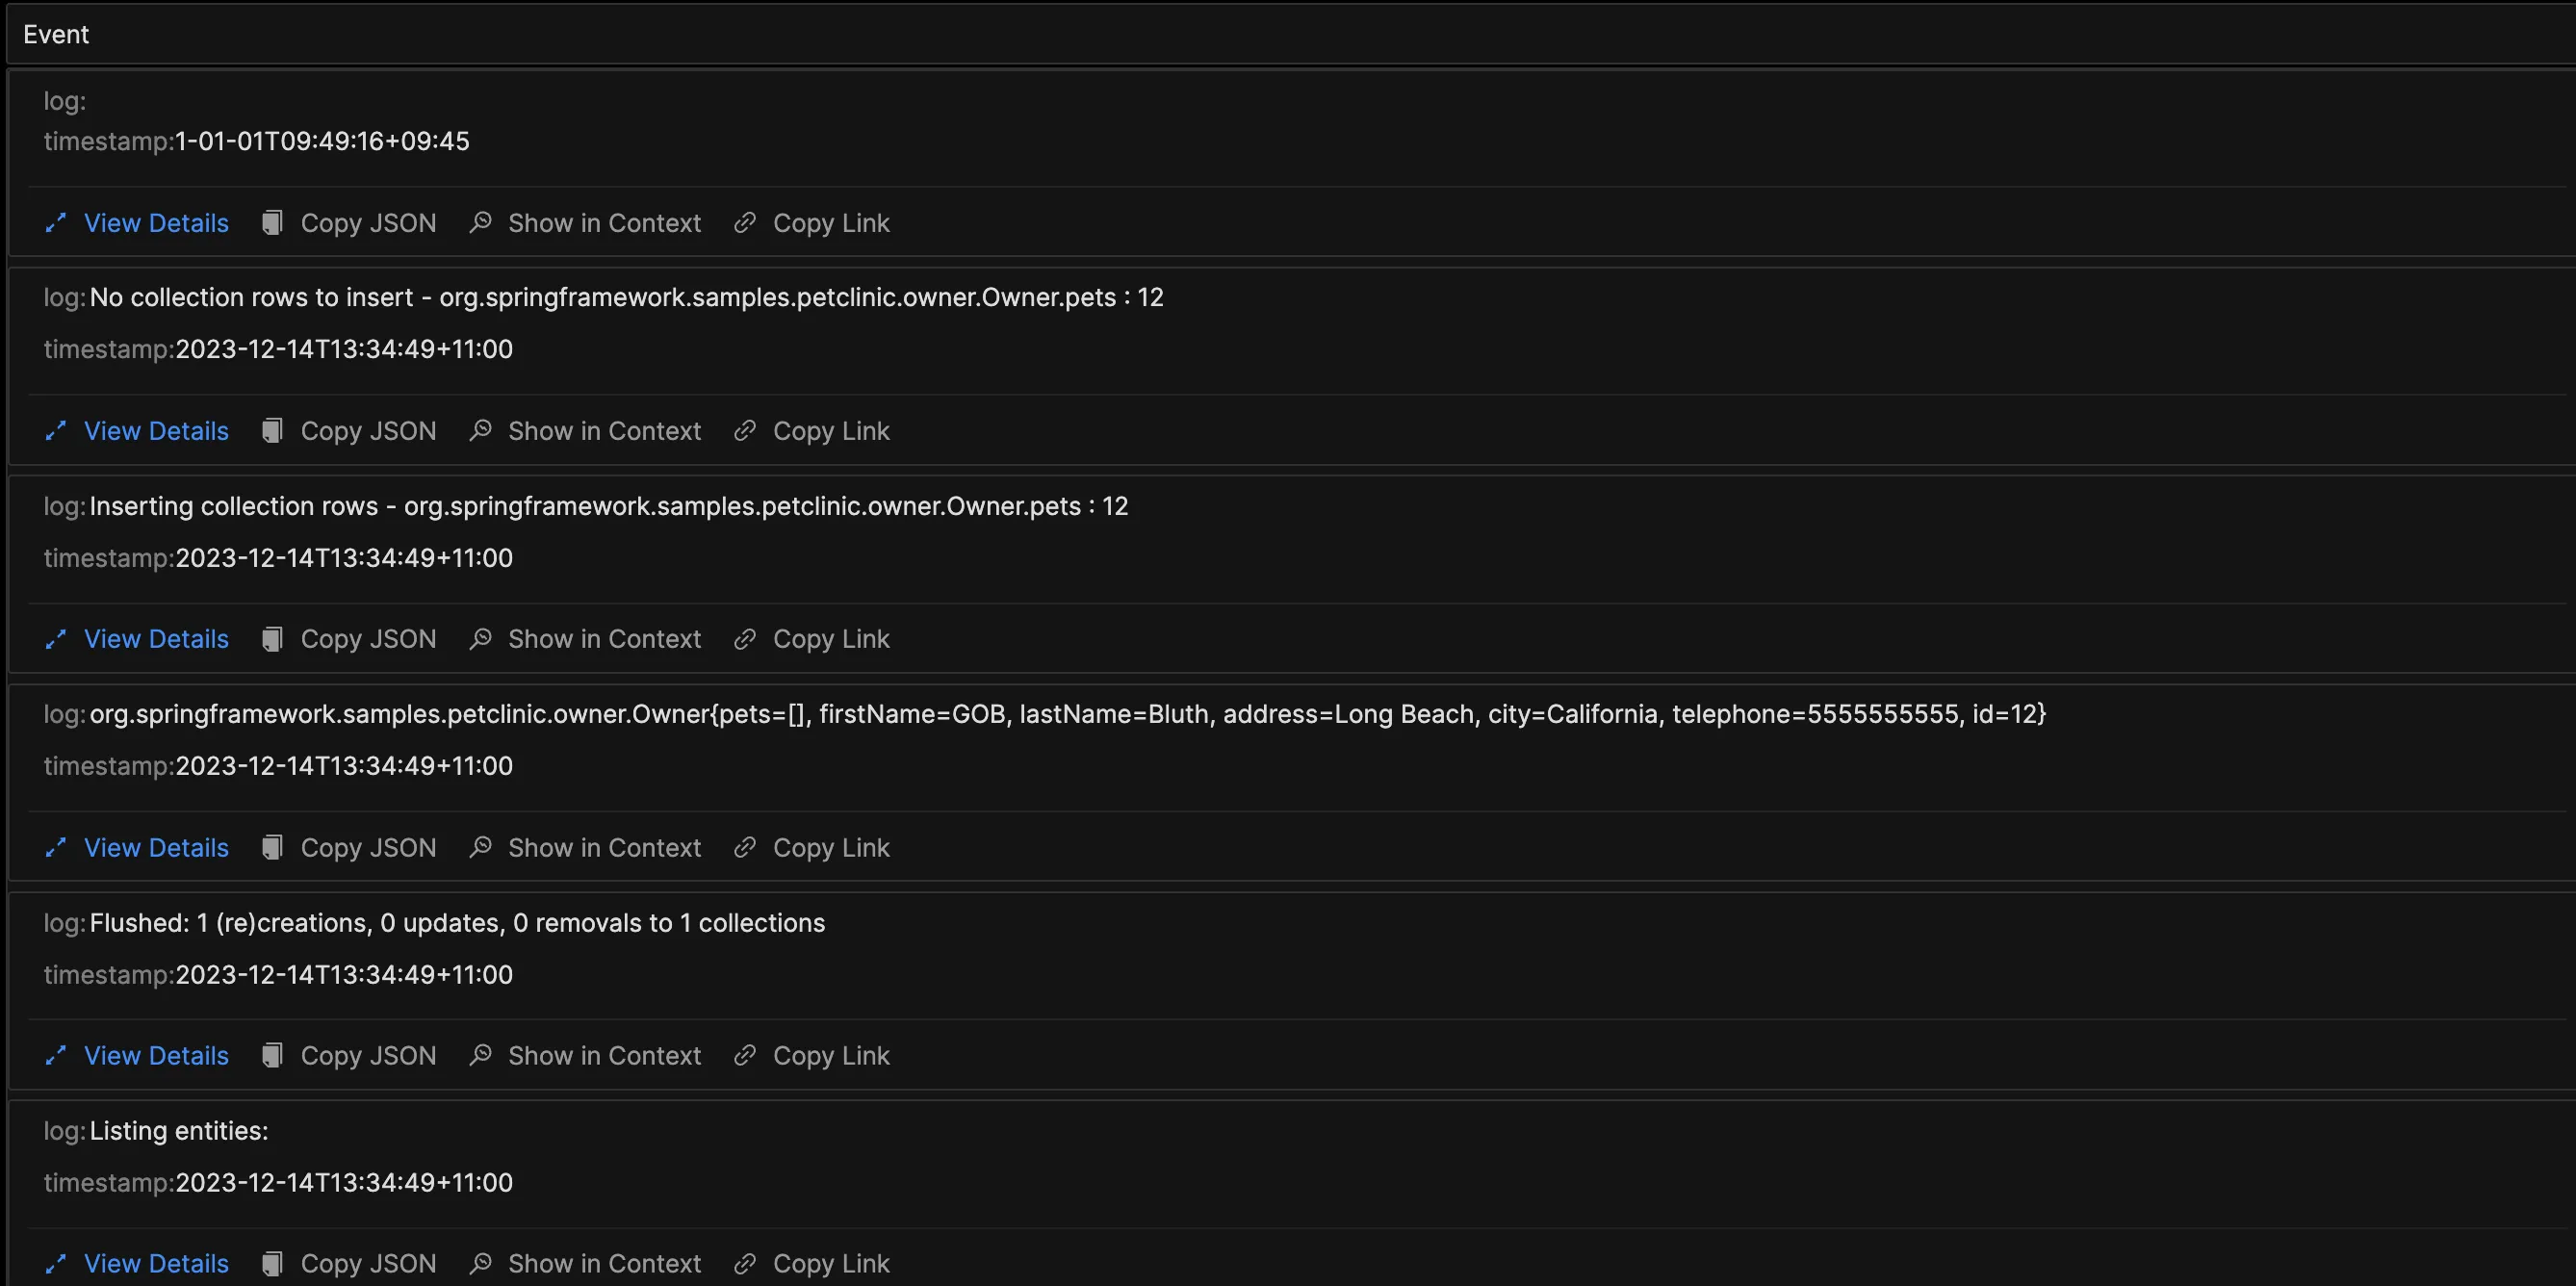 Event
log:
timestamp:1-01-01T09:49:16+09:45
View Details Copy JSON Show in Context Copy Link
log: No collection rows to insert - org.springframework.samples.petclinic.owner.Owner.pets : 12
timestamp:2023-12-14T13:34:49+11:00
View Details Copy JSON Show in Context Copy Link
log: Inserting collection rows - org.springframework.samples.petclinic.owner.Owner.pets : 12
timestamp:2023-12-14T13:34:49+11:00
View Details Copy JSON Show in Context Copy Link
log: org.springframework.samples.petclinic.owner.Owner{pets=[], firstName=GOB, lastName=Bluth, address=Long Beach, city=California, telephone=5555555555, id=12}
timestamp:2023-12-14T13:34:49+11:00
View Details Copy JSON Show in Context Copy Link
log: Flushed: 1 (re)creations, 0 updates, 0 removals to 1 collections
timestamp:2023-12-14T13:34:49+11:00
View Details Copy JSON Show in Context Copy Link
log: Listing entities:
timestamp:2023-12-14T13:34:49+11:00
View Details Copy JSON Show in Context Copy Link